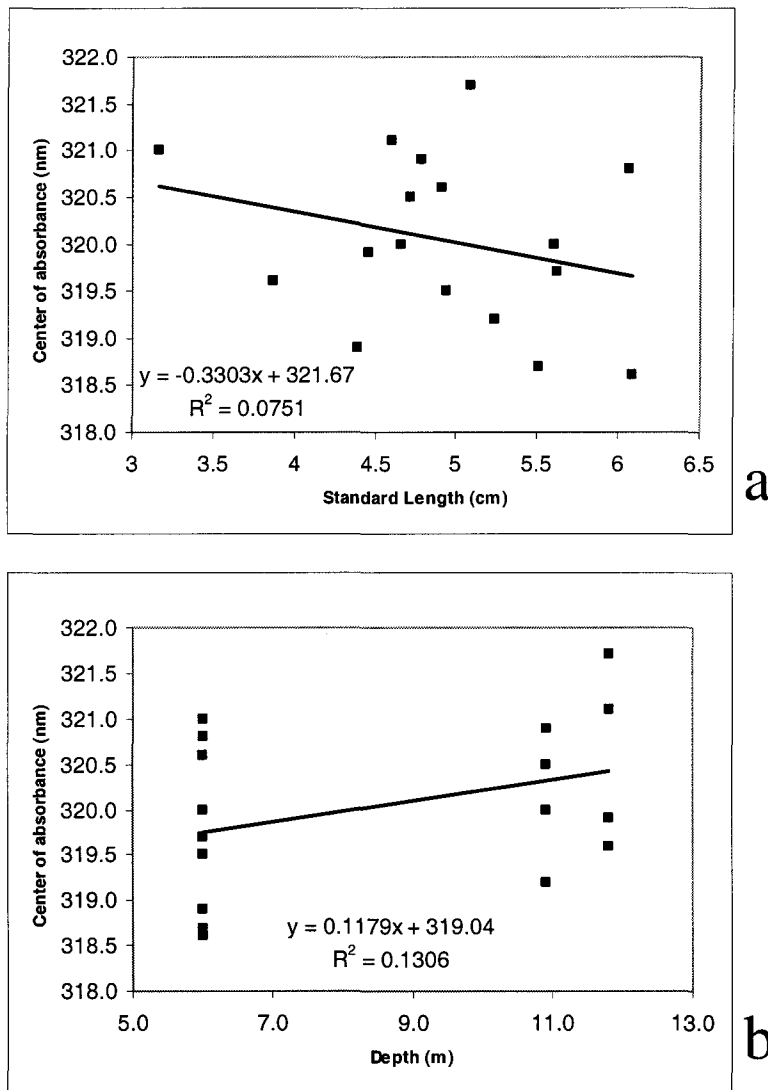 322.0
321.5
321.0
320.5
320.0
319.5
319.0
318.5
318.0
Center of absorbance (nm)
y = -0.3303x + 321.67
R² = 0.0751
3 3.5 4 4.5 5 5.5 6 6.5
Standard Length (cm)
a
322.0
321.5
321.0
320.5
320.0
319.5
319.0
318.5
318.0
Center of absorbance (nm)
y = 0.1179x + 319.04
R² = 0.1306
5.0 7.0 9.0 11.0 13.0
Depth (m)
b